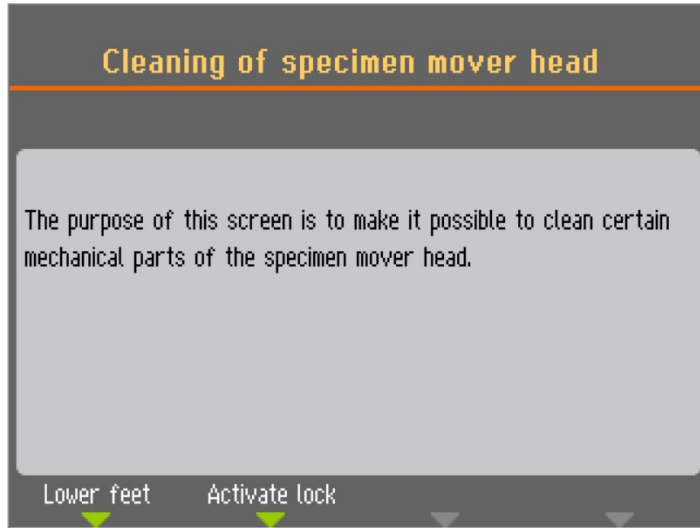 Cleaning of specimen mover head
The purpose of this screen is to make it possible to clean certain
mechanical parts of the specimen mover head.
Lower feet Activate lock